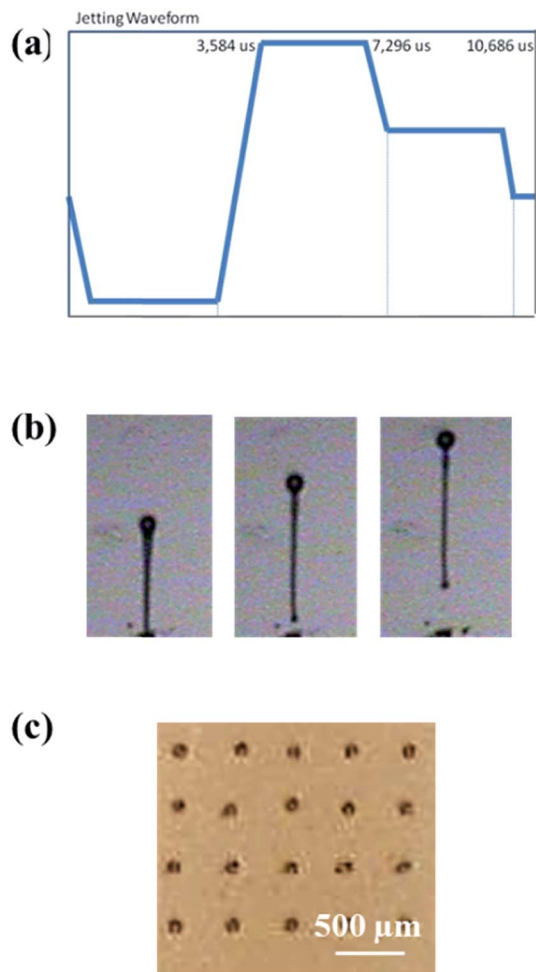 Jetting Waveform
(a)
3,584 us 7,296 us 10,686 us
(b)
(c)
500 µm